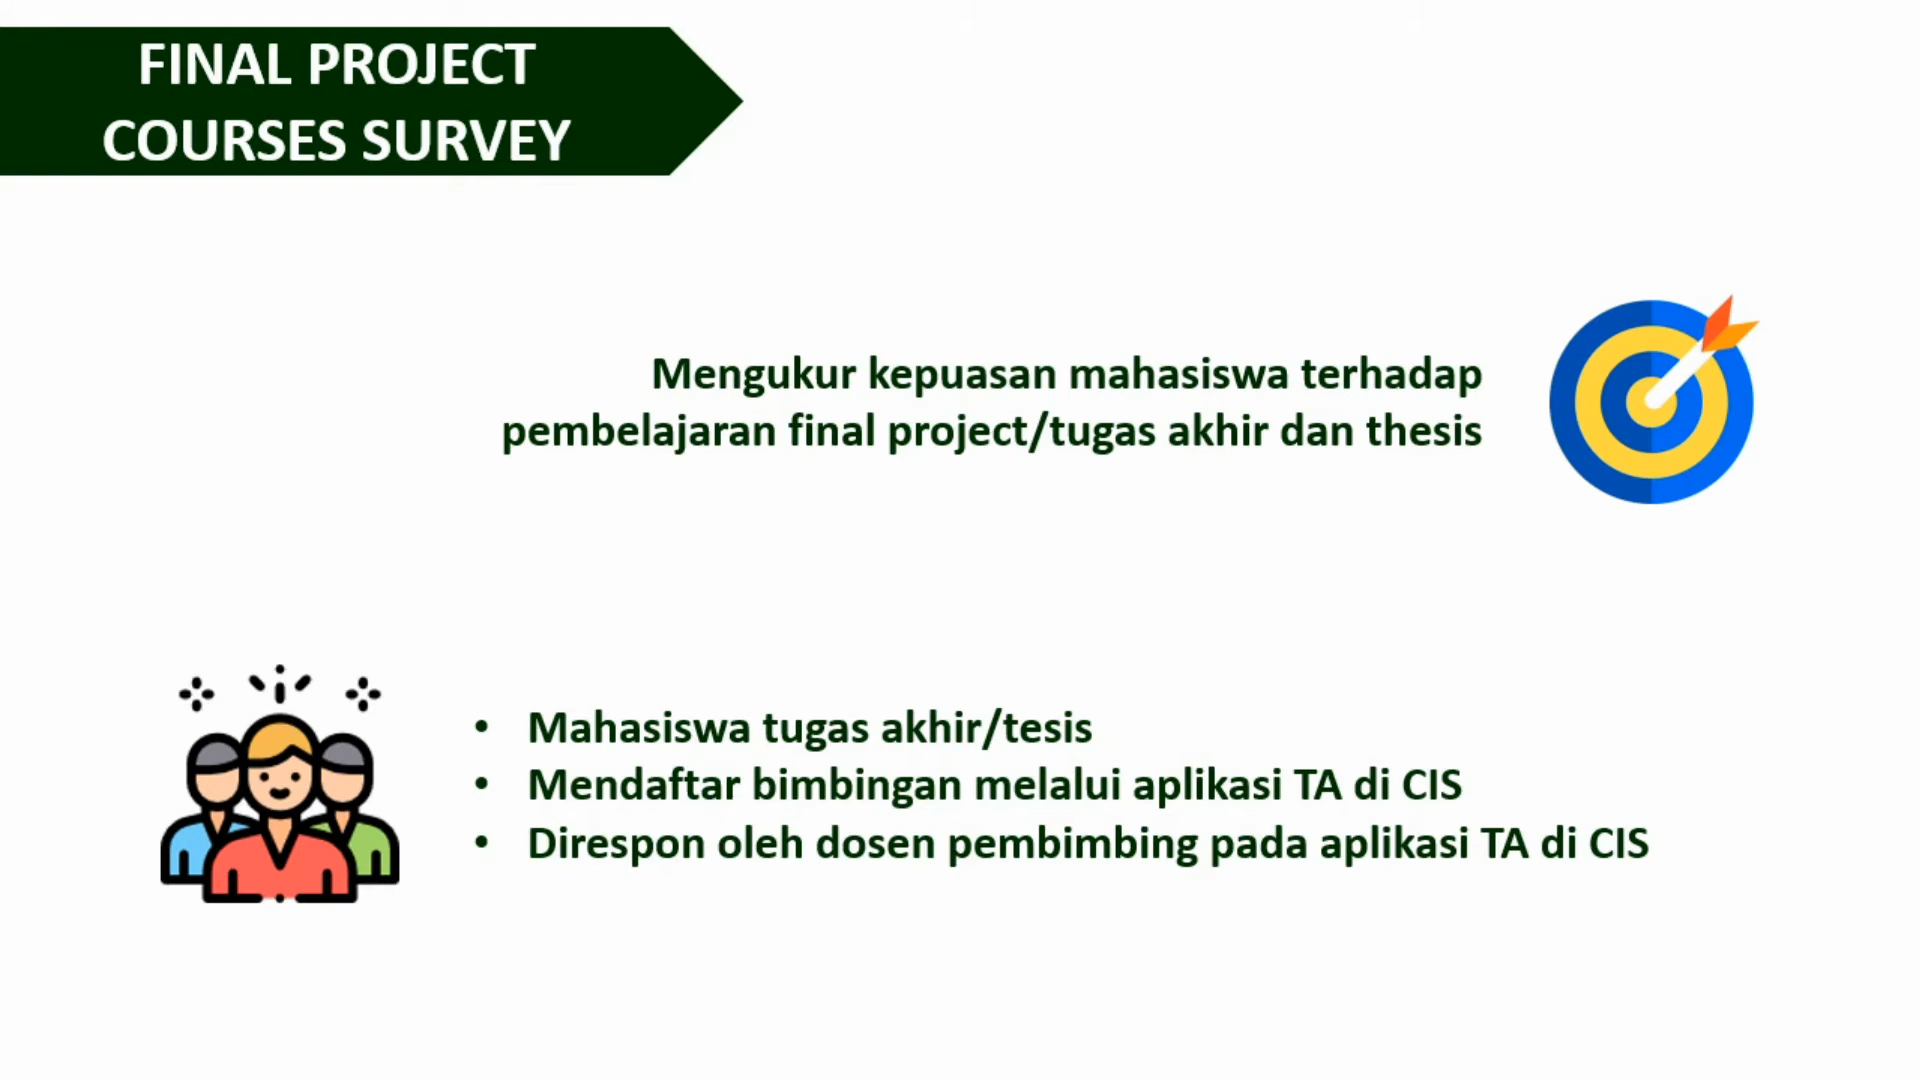 FINAL PROJECT
COURSES SURVEY
Mengukur kepuasan mahasiswa terhadap
pembelajaran final project/tugas akhir dan thesis
• Mahasiswa tugas akhir/tesis
• Mendaftar bimbingan melalui aplikasi TA di CIS
• Direspon oleh dosen pembimbing pada aplikasi TA di CIS